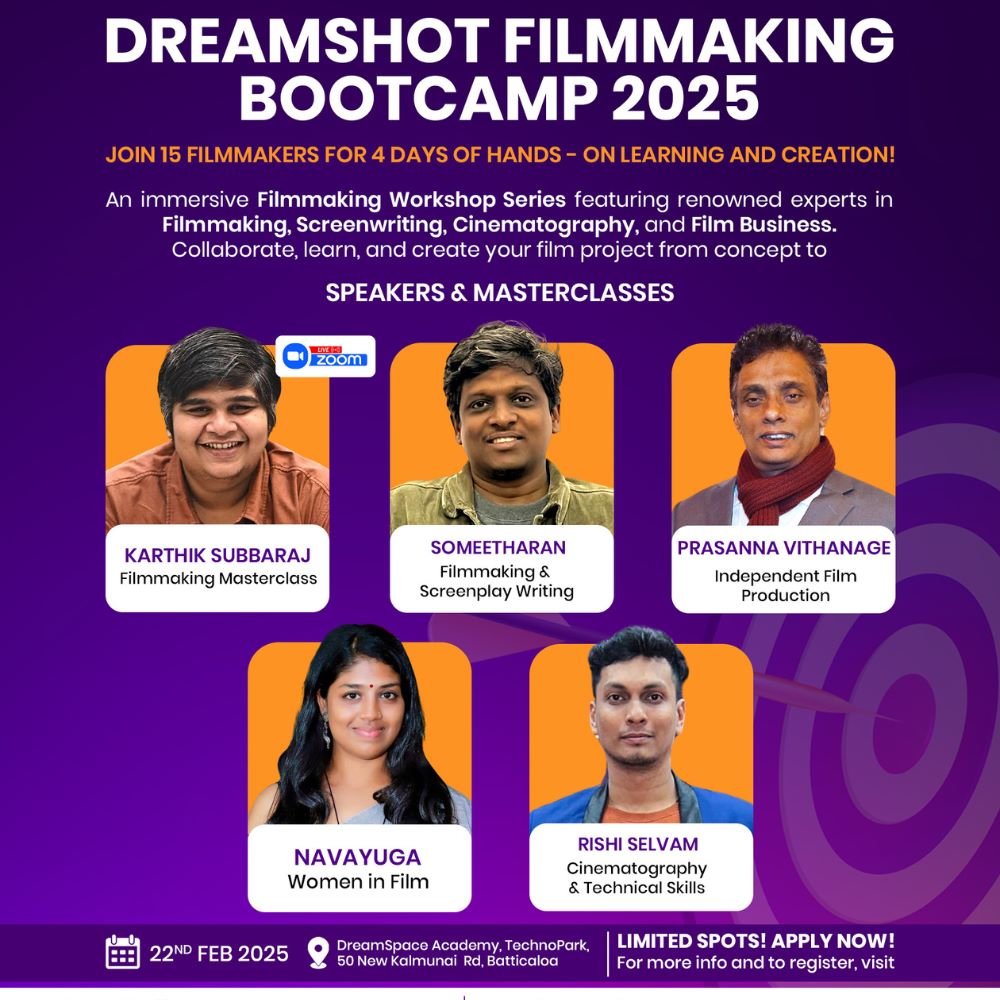 DREAMSHOT FILMMAKING
BOOTCAMP 2025
JOIN 15 FILMMAKERS FOR 4 DAYS OF HANDS - ON LEARNING AND CREATION!
An immersive Filmmaking Workshop Series featuring renowned experts in
Filmmaking, Screenwriting, Cinematography, and Film Business.
Collaborate, learn, and create your film project from concept to
SPEAKERS & MASTERCLASSES
LIVE
zoom
KARTHIK SUBBARAJ
Filmmaking Masterclass
SOMEETHARAN
Filmmaking &
Screenplay Writing
PRASANNA VITHANAGE
Independent Film
Production
NAVAYUGA
Women in Film
RISHI SELVAM
Cinematography
& Technical Skills
22ND FEB 2025
DreamSpace Academy, TechnoPark,
50 New Kalmunai Rd, Batticaloa
LIMITED SPOTS! APPLY NOW!
For more info and to register, visit